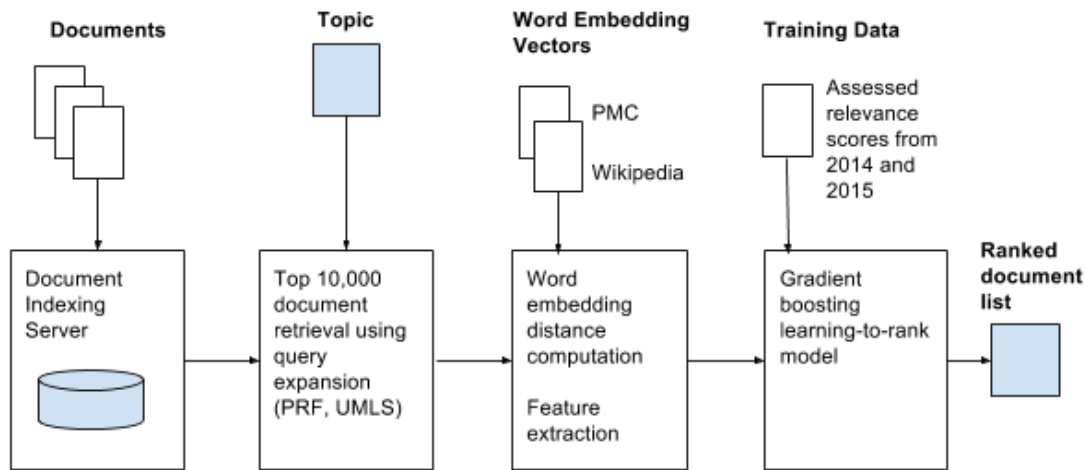 Documents
Topic
Word Embedding
Vectors
Training Data
PMC
Wikipedia
Assessed
relevance
scores from
2014 and
2015
Document
Indexing
Server
Top 10,000
document
retrieval using
query
expansion
(PRF, UMLS)
Word
embedding
distance
computation
Feature
extraction
Gradient
boosting
learning-to-rank
model
Ranked
document
list